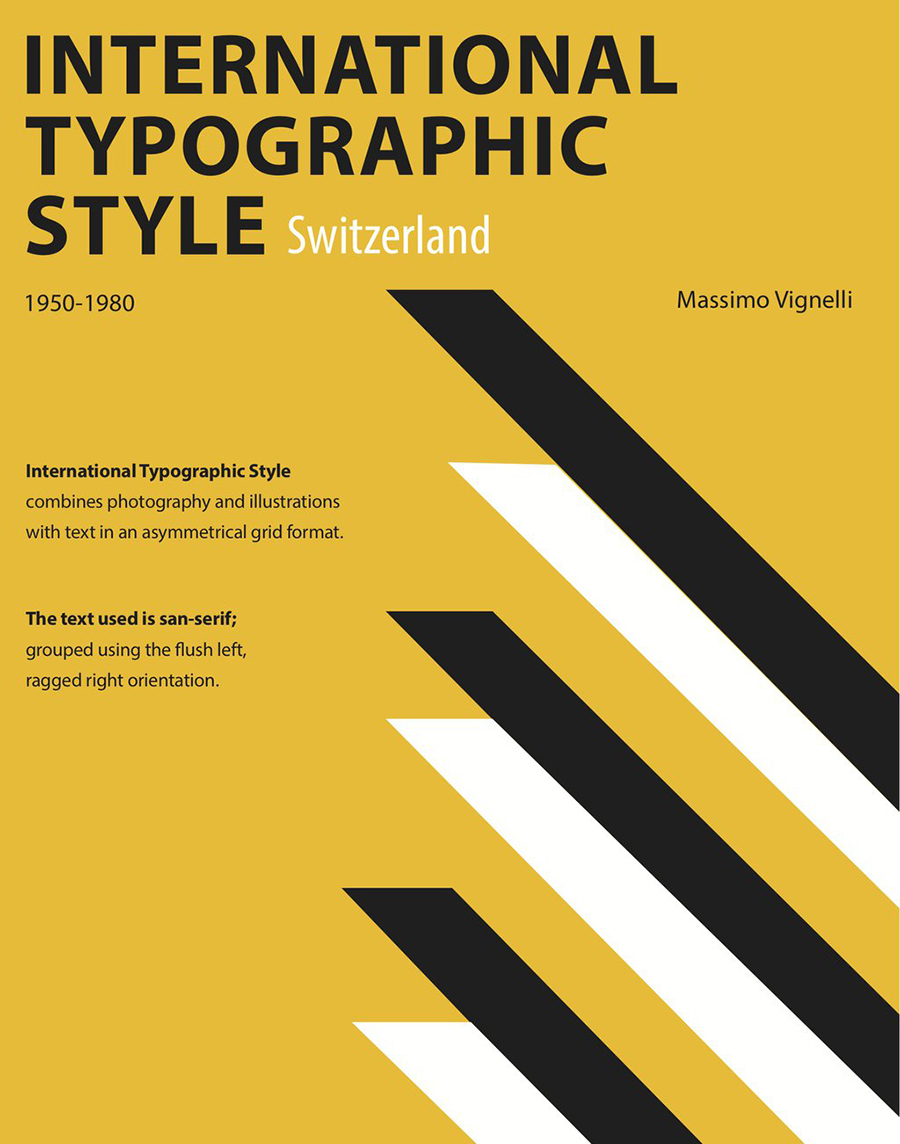 INTERNATIONAL
TYPOGRAPHIC
STYLE Switzerland
1950-1980
Massimo Vignelli
International Typographic Style
combines photography and illustrations
with text in an asymmetrical grid format.
The text used is san-serif;
grouped using the flush left,
ragged right orientation.